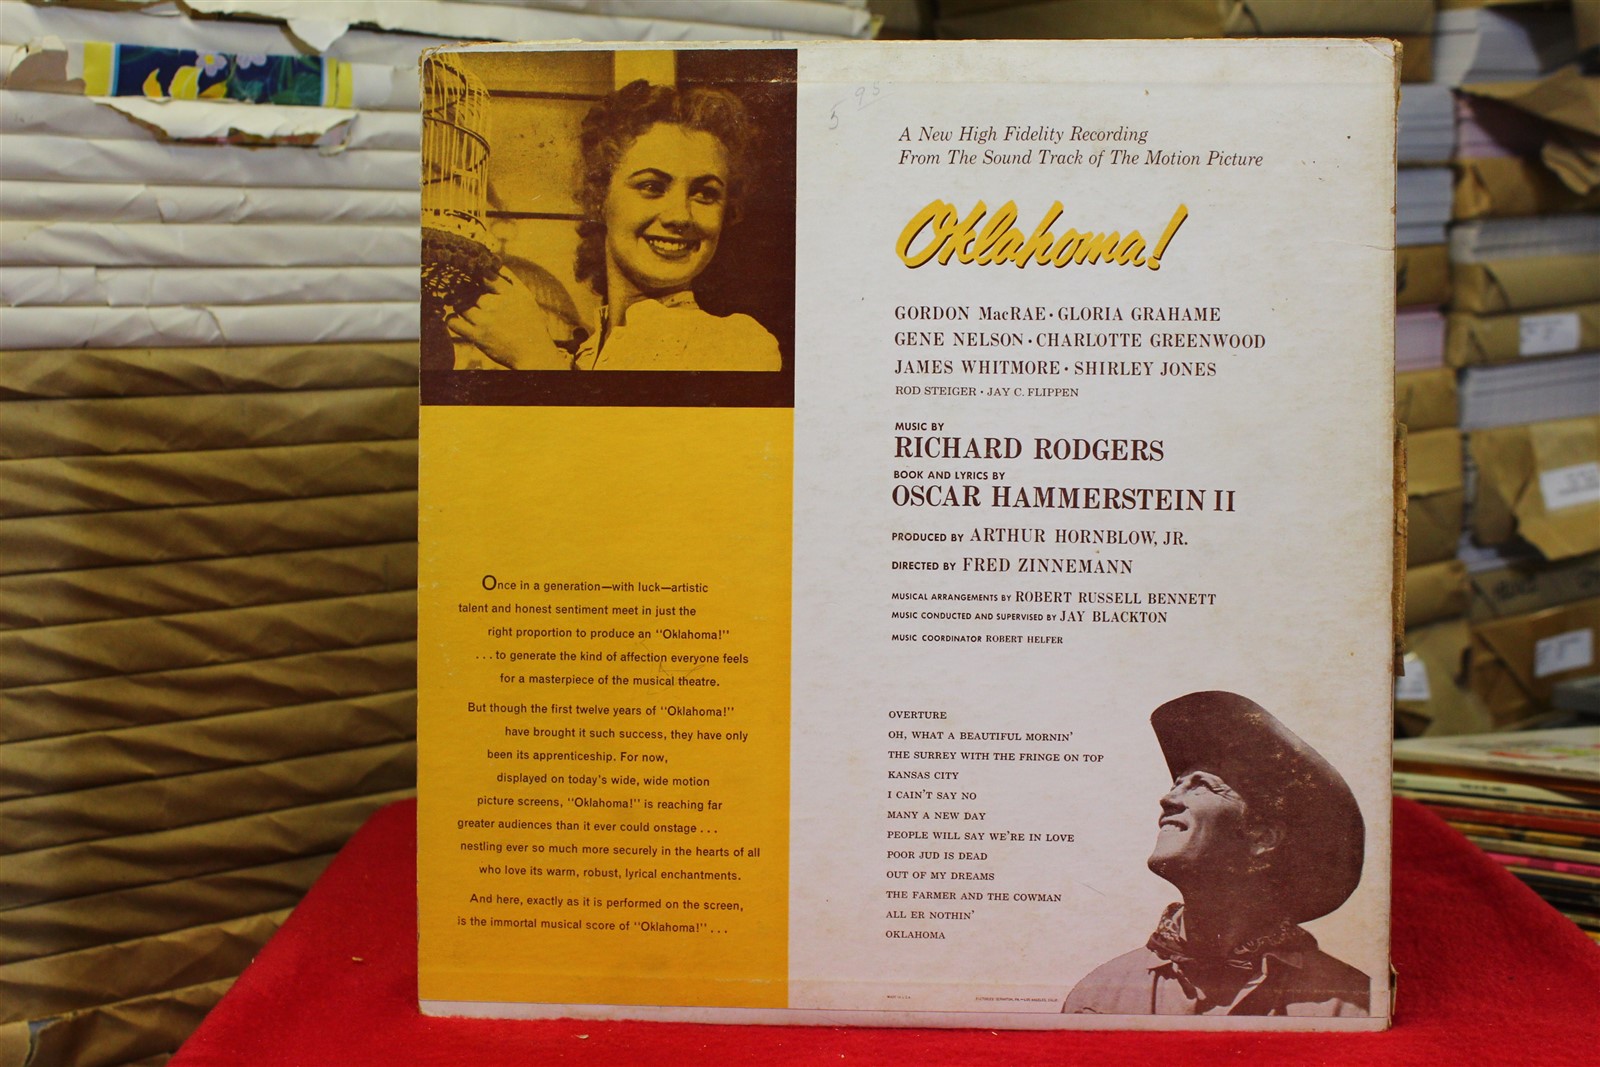 5 95
A New High Fidelity Recording
From The Sound Track of The Motion Picture
Oklahoma!
GORDON MacRAE · GLORIA GRAHAME
GENE NELSON · CHARLOTTE GREENWOOD
JAMES WHITMORE · SHIRLEY JONES
ROD STEIGER · JAY C. FLIPPEN
MUSIC BY
RICHARD RODGERS
BOOK AND LYRICS BY
OSCAR HAMMERSTEIN II
PRODUCED BY ARTHUR HORNBLOW, JR.
DIRECTED BY FRED ZINNEMANN
MUSICAL ARRANGEMENTS BY ROBERT RUSSELL BENNETT
MUSIC CONDUCTED AND SUPERVISED BY JAY BLACKTON
MUSIC COORDINATOR ROBERT HELFER
Once in a generation—with luck—artistic
talent and honest sentiment meet in just the
right proportion to produce an "Oklahoma!"
. . . to generate the kind of affection everyone feels
for a masterpiece of the musical theatre.
But though the first twelve years of "Oklahoma!"
have brought it such success, they have only
been its apprenticeship. For now,
displayed on today's wide, wide motion
picture screens, "Oklahoma!" is reaching far
greater audiences than it ever could onstage . . .
nestling ever so much more securely in the hearts of all
who love its warm, robust, lyrical enchantments.
And here, exactly as it is performed on the screen,
is the immortal musical score of "Oklahoma!" . . .
OVERTURE
OH, WHAT A BEAUTIFUL MORNIN'
THE SURREY WITH THE FRINGE ON TOP
KANSAS CITY
I CAIN'T SAY NO
MANY A NEW DAY
PEOPLE WILL SAY WE'RE IN LOVE
POOR JUD IS DEAD
OUT OF MY DREAMS
THE FARMER AND THE COWMAN
ALL ER NOTHIN'
OKLAHOMA